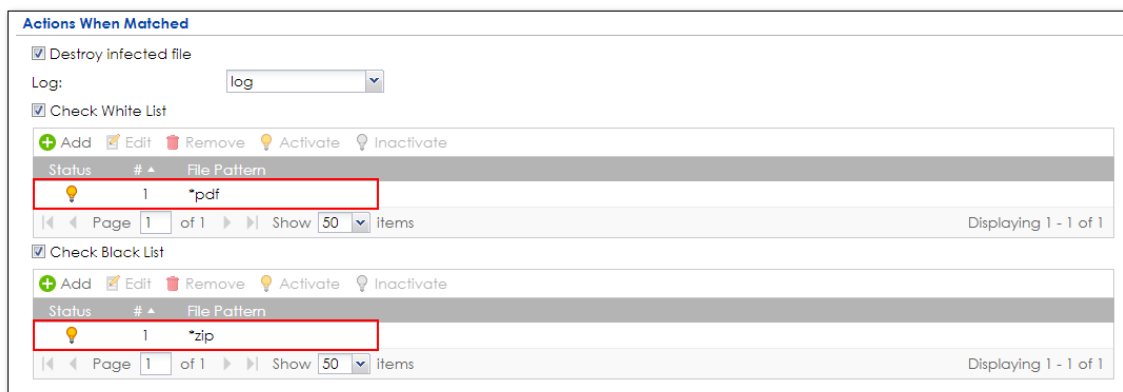 Actions When Matched
Destroy infected file
Log: log
Check White List
Add Edit Remove Activate Inactivate
Status # File Pattern
1 *pdf
Page 1 of 1 Show 50 items Displaying 1 - 1 of 1
Check Black List
Add Edit Remove Activate Inactivate
Status # File Pattern
1 *zip
Page 1 of 1 Show 50 items Displaying 1 - 1 of 1